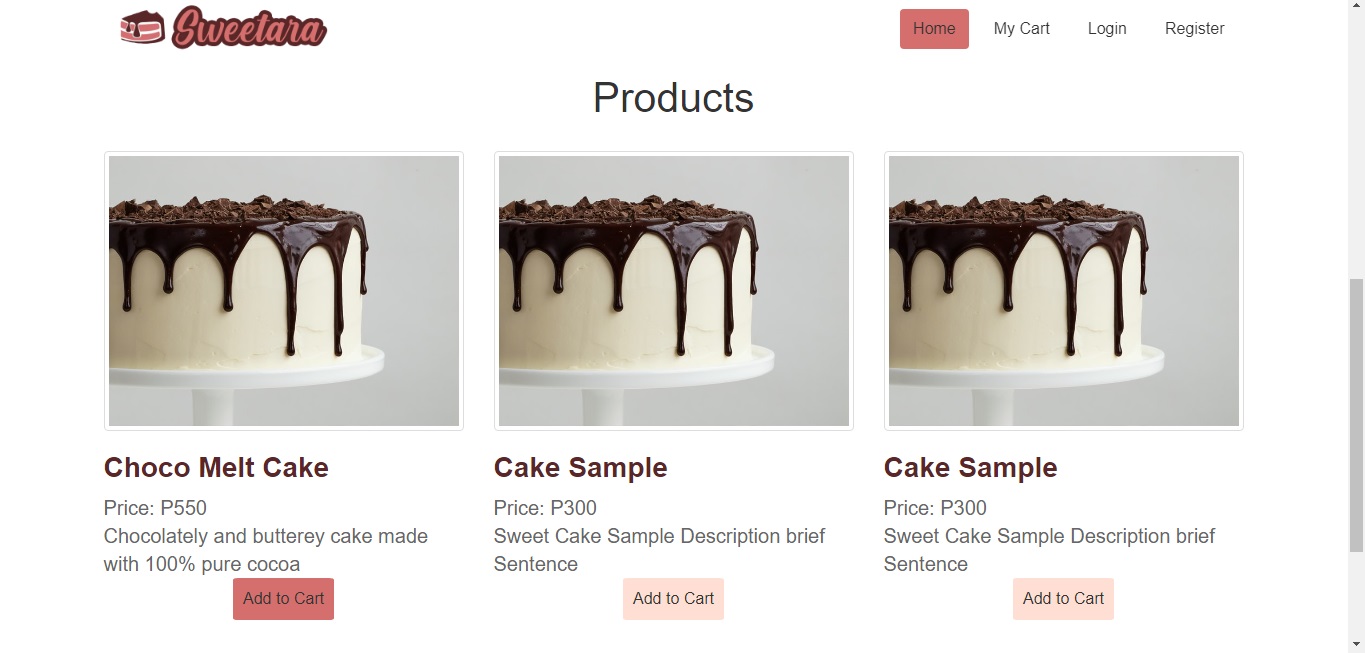 Sweetara
Home My Cart Login Register
Products
Choco Melt Cake
Price: P550
Chocolately and butterey cake made
with 100% pure cocoa
Add to Cart
Cake Sample
Price: P300
Sweet Cake Sample Description brief
Sentence
Add to Cart
Cake Sample
Price: P300
Sweet Cake Sample Description brief
Sentence
Add to Cart